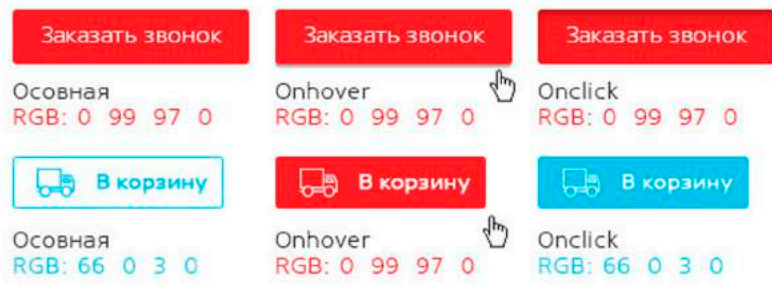 Заказать звонок Заказать звонок Заказать звонок
Осовная Onhover Onclick
RGB: 0 99 97 0 RGB: 0 99 97 0 RGB: 0 99 97 0
В корзину В корзину В корзину
Осовная Onhover Onclick
RGB: 66 0 3 0 RGB: 0 99 97 0 RGB: 66 0 3 0